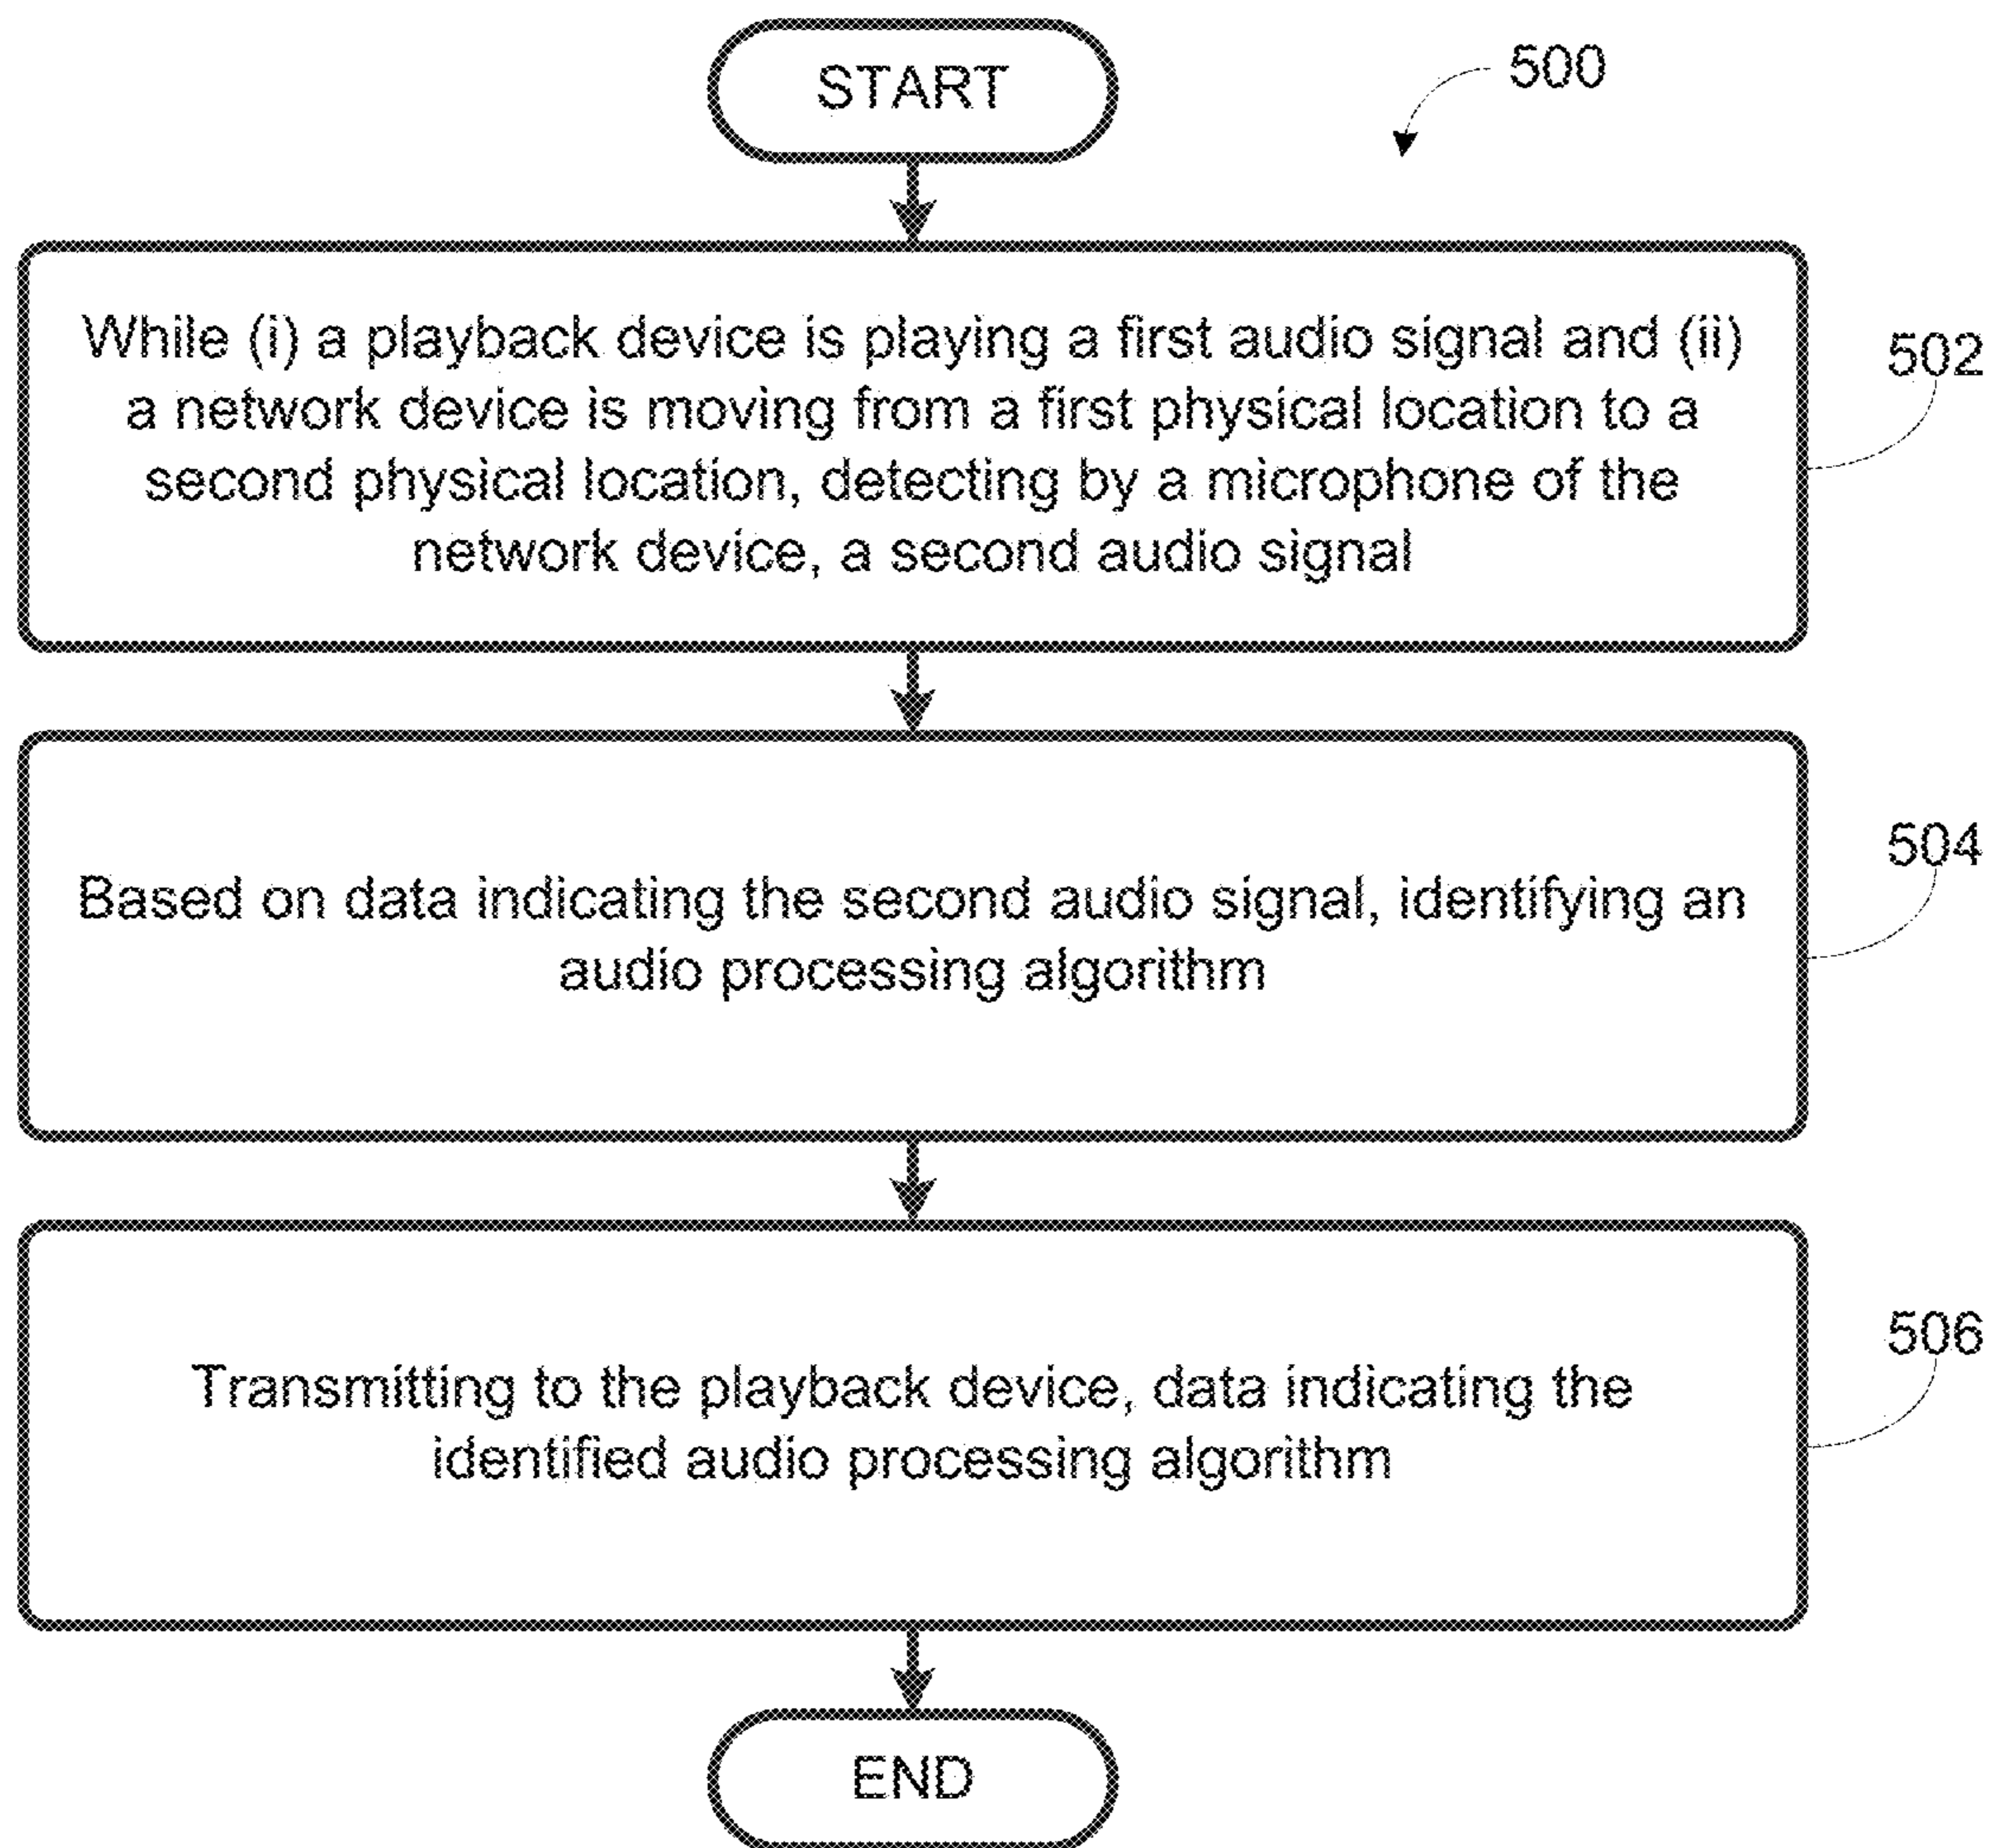 START
500
While (i) a playback device is playing a first audio signal and (ii)
a network device is moving from a first physical location to a
second physical location, detecting by a microphone of the
network device, a second audio signal
502
Based on data indicating the second audio signal, identifying an
audio processing algorithm
504
Transmitting to the playback device, data indicating the
identified audio processing algorithm
506
END